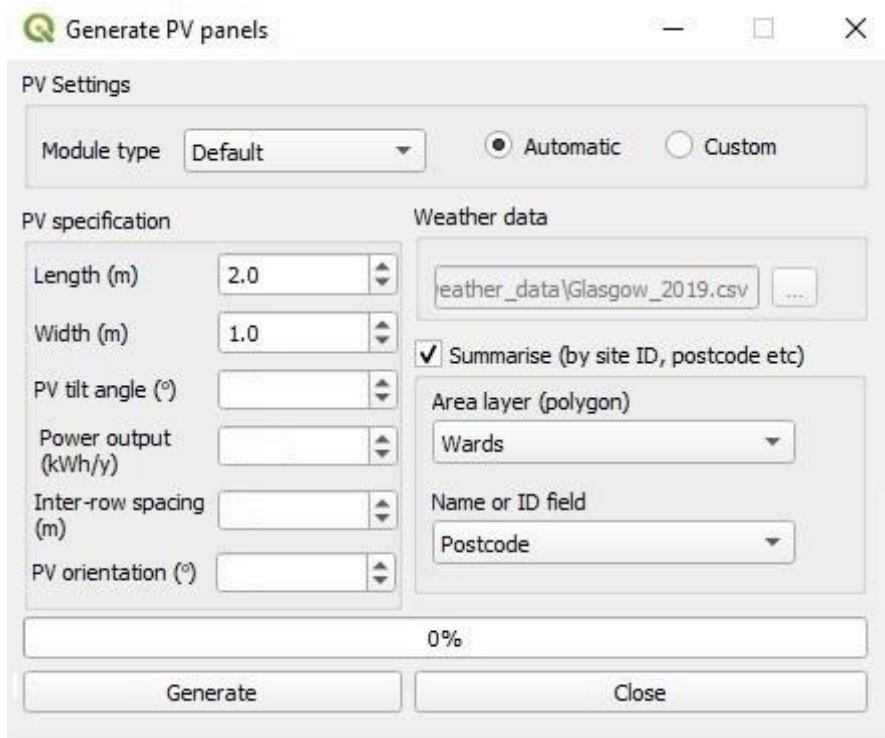 Generate PV panels
PV Settings
Module type Default Automatic Custom
PV specification
Length (m) 2.0
Width (m) 1.0
PV tilt angle (°)
Power output
(kWh/y)
Inter-row spacing
(m)
PV orientation (°)
Weather data
eather_data\Glasgow_2019.csv ...
Summarise (by site ID, postcode etc)
Area layer (polygon)
Wards
Name or ID field
Postcode
0%
Generate Close